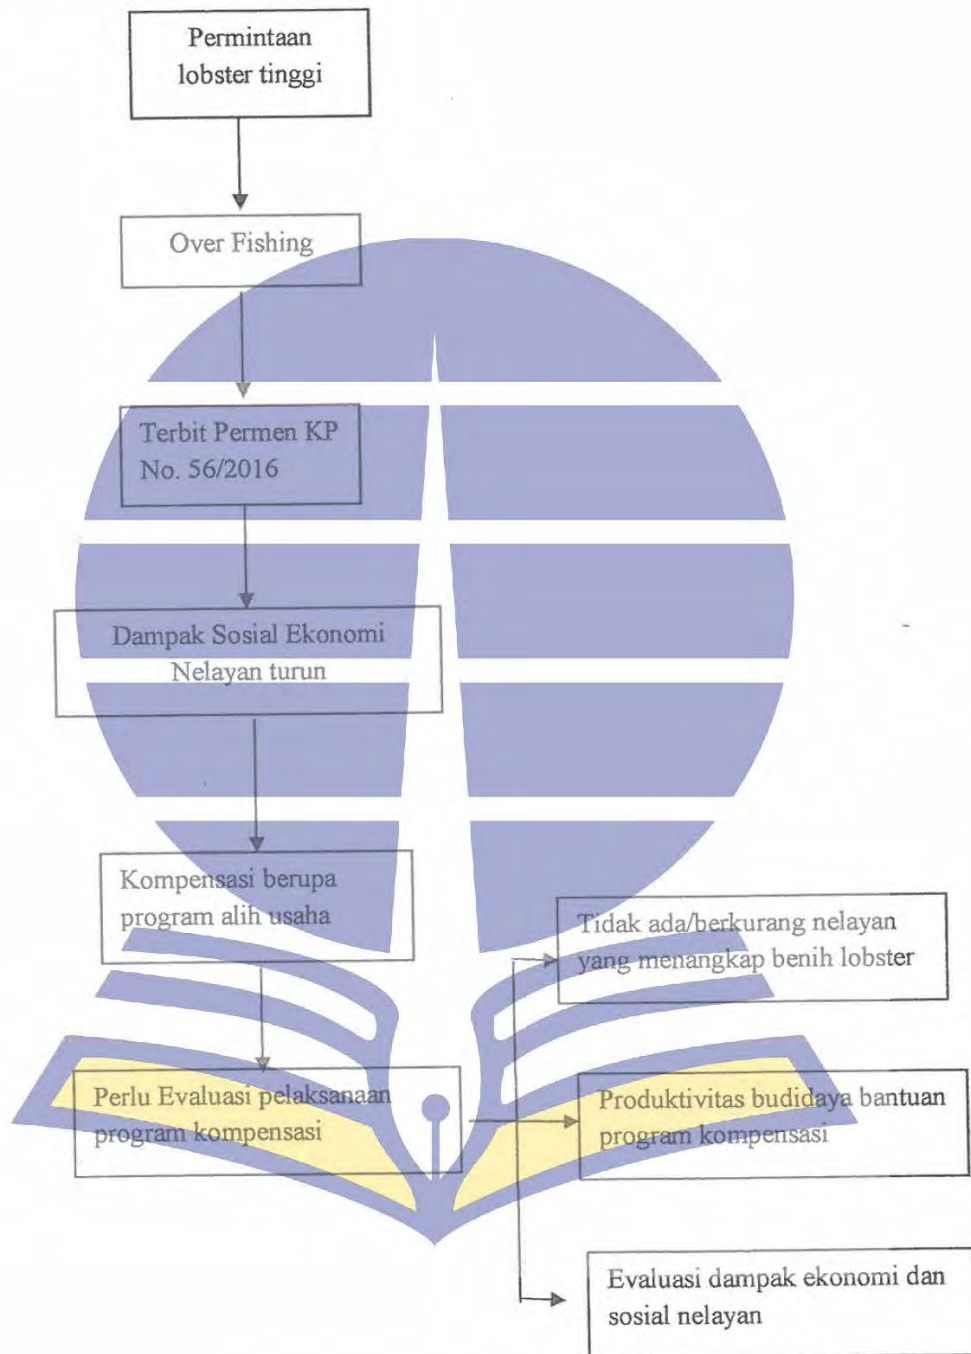 Permintaan
lobster tinggi
Over Fishing
Terbit Permen KP
No. 56/2016
Dampak Sosial Ekonomi
Nelayan turun
Kompensasi berupa
program alih usaha
Tidak ada/berkurang nelayan
yang menangkap benih lobster
Perlu Evaluasi pelaksanaan
program kompensasi
Produktivitas budidaya bantuan
program kompensasi
Evaluasi dampak ekonomi dan
sosial nelayan